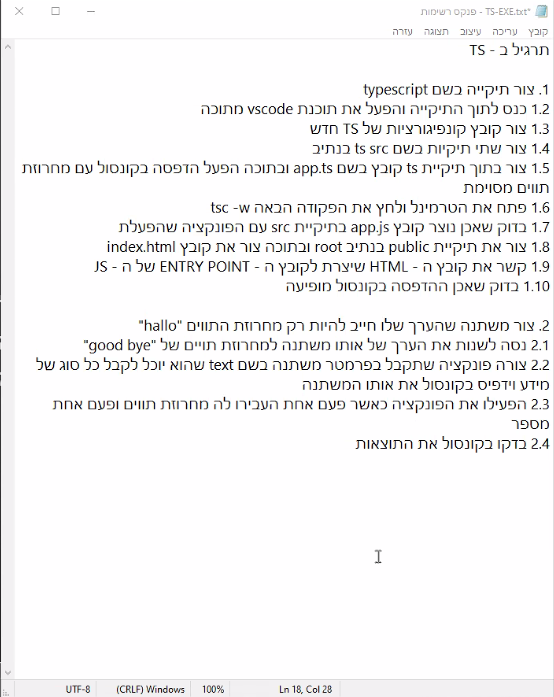 *TS-EXE.txt - פנקס רשימות
קובץ עריכה עיצוב תצוגה עזרה
תרגיל ב - TS
1. צור תיקייה בשם typescript
1.2 כנס לתוך התיקייה והפעל את תוכנת vscode מתוכה
1.3 צור קובץ קונפיגורציות של TS חדש
1.4 צור שתי תיקיות בשם ts src בנתיב
1.5 צור בתוך תיקיית ts קובץ בשם app.ts ובתוכה הפעל הדפסה בקונסול עם מחרוזת
תווים מסוימת
1.6 פתח את הטרמינל ולחץ את הפקודה הבאה tsc -w
1.7 בדוק שאכן נוצר קובץ app.js בתיקיית src עם הפונקציה שהפעלת
1.8 צור את תיקיית public בנתיב root ובתוכה צור את קובץ index.html
1.9 קשר את קובץ ה - HTML שיצרת לקובץ ה - ENTRY POINT של ה - JS
1.10 בדוק שאכן ההדפסה בקונסול מופיעה
2. צור משתנה שהערך שלו חייב להיות רק מחרוזת התווים "hallo"
2.1 נסה לשנות את הערך של אותו משתנה למחרוזת תויים של "good bye"
2.2 צורה פונקציה שתקבל בפרמטר משתנה בשם text שהוא יוכל לקבל כל סוג של
מידע וידפיס בקונסול את אותו המשתנה
2.3 הפעילו את הפונקציה כאשר פעם אחת העבירו לה מחרוזת תווים ופעם אחת
מספר
2.4 בדקו בקונסול את התוצאות
UTF-8 (CRLF) Windows 100% Ln 18, Col 28